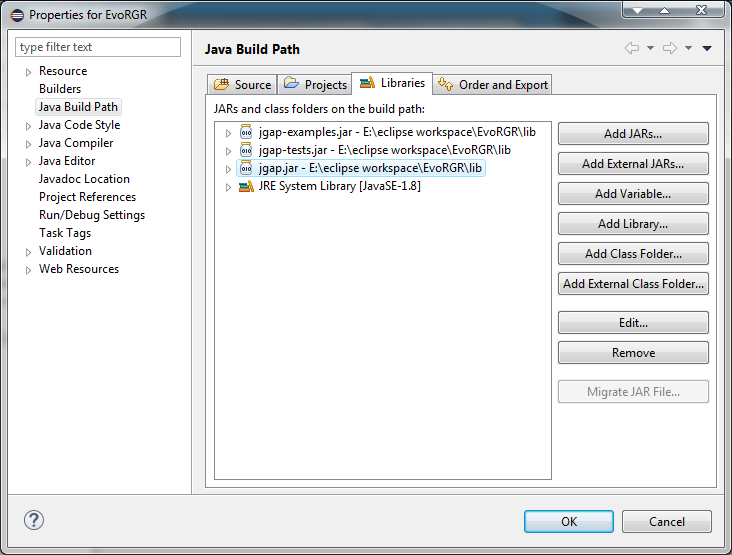 Properties for EvoRGR
type filter text
Resource
Builders
Java Build Path
Java Code Style
Java Compiler
Java Editor
Javadoc Location
Project References
Run/Debug Settings
Task Tags
Validation
Web Resources
Java Build Path
Source Projects Libraries Order and Export
JARs and class folders on the build path:
jgap-examples.jar - E:\eclipse workspace\EvoRGR\lib
jgap-tests.jar - E:\eclipse workspace\EvoRGR\lib
jgap.jar - E:\eclipse workspace\EvoRGR\lib
JRE System Library [JavaSE-1.8]
Add JARs...
Add External JARs...
Add Variable...
Add Library...
Add Class Folder...
Add External Class Folder...
Edit...
Remove
Migrate JAR File...
OK Cancel